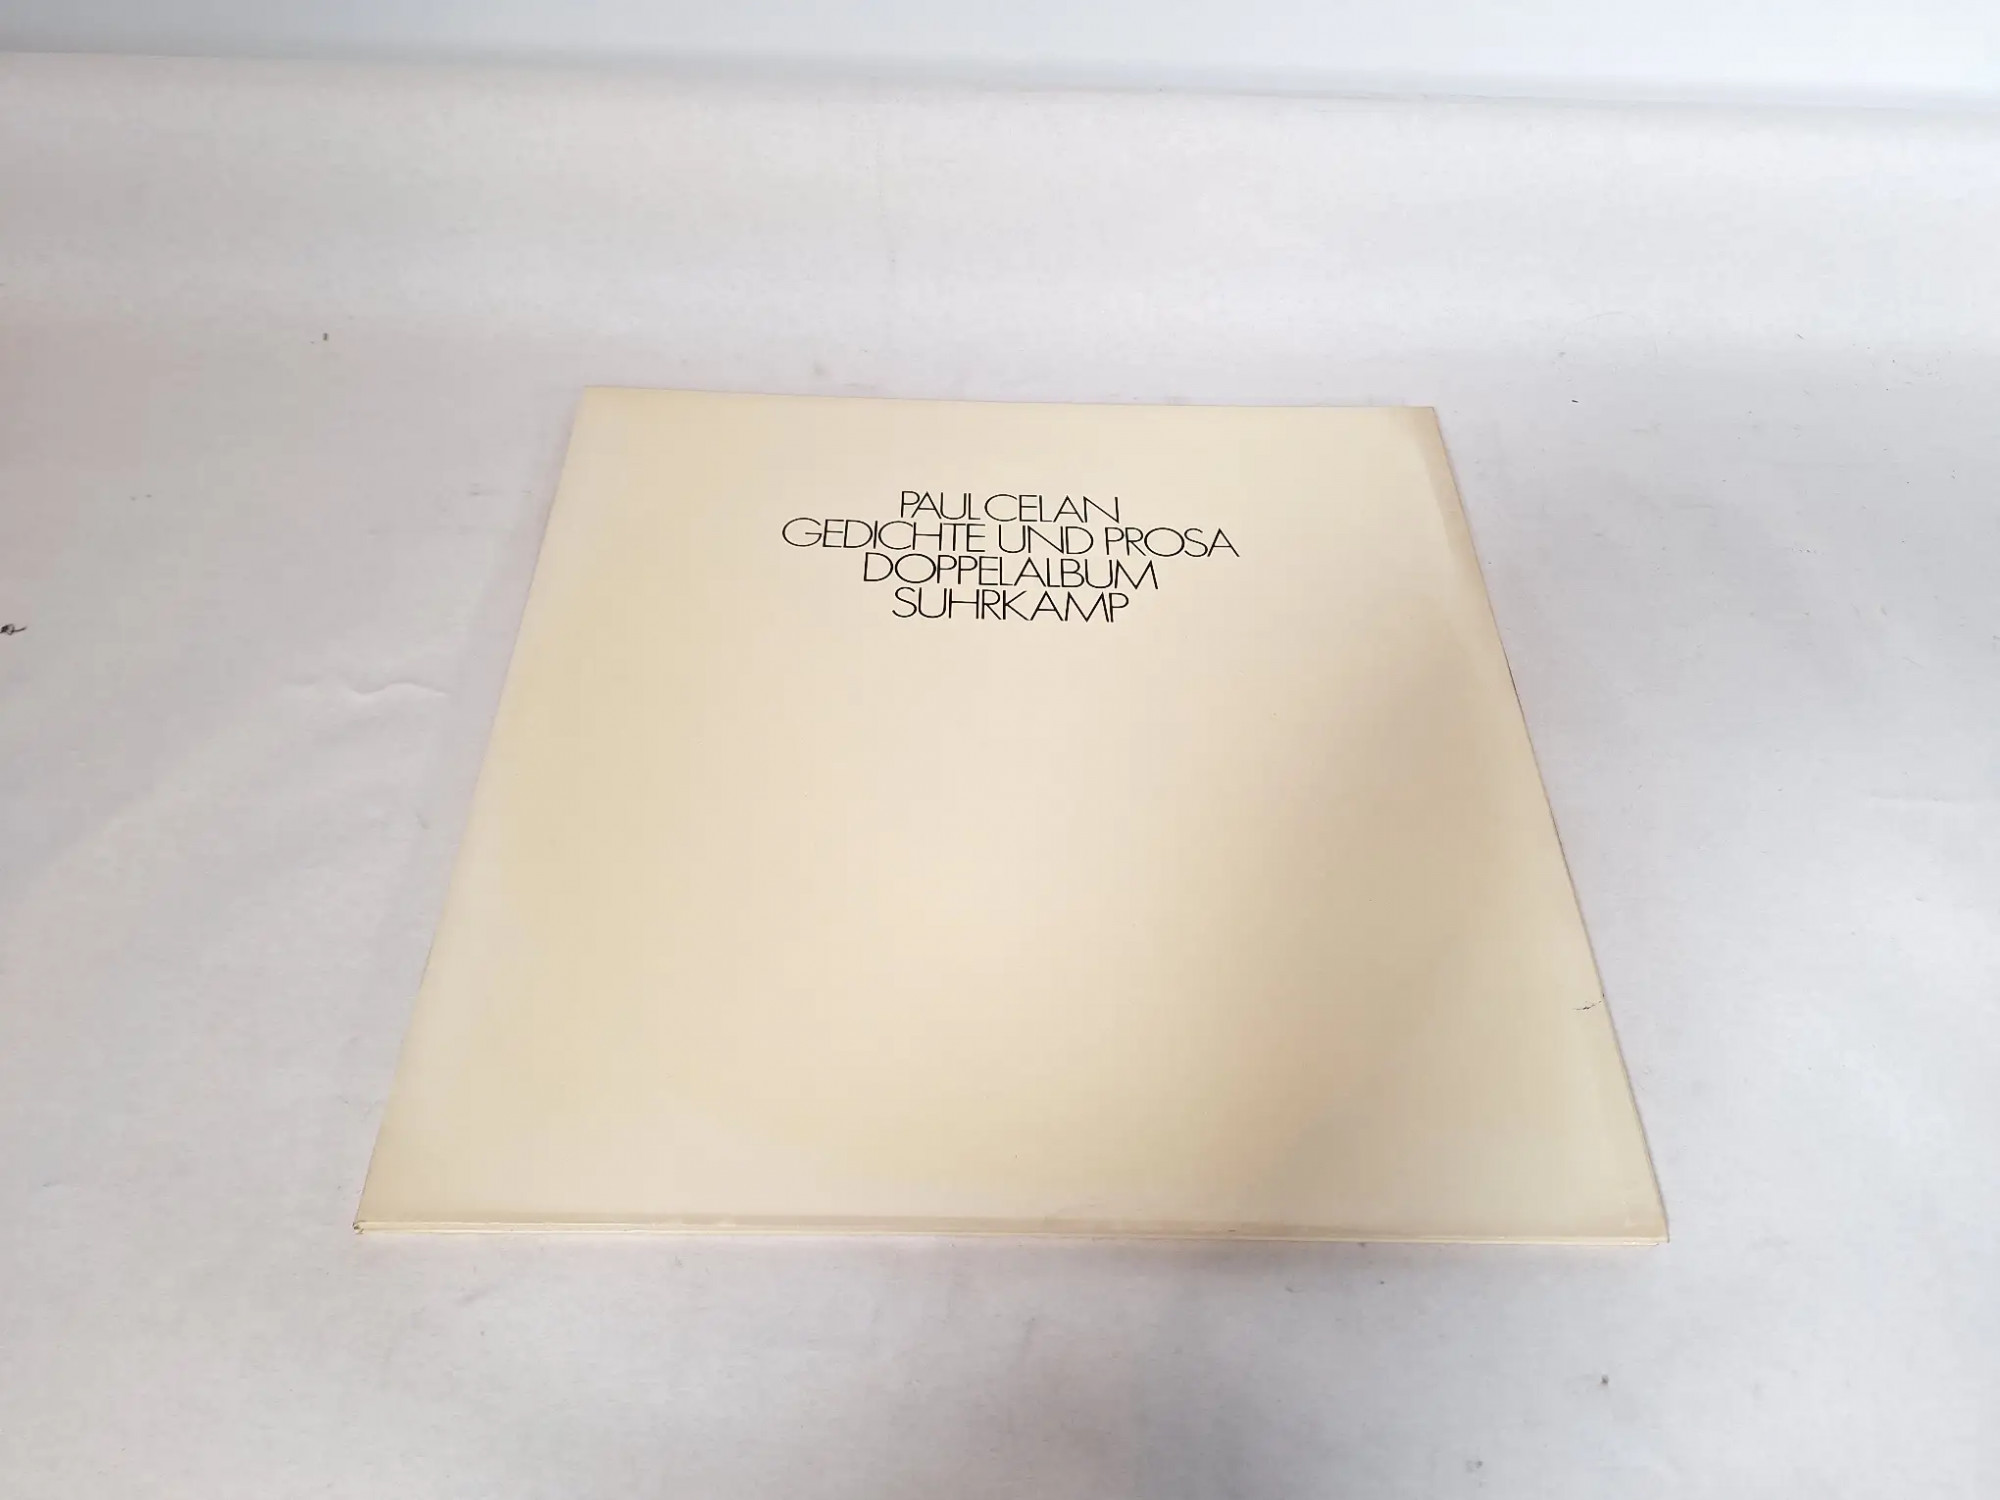 PAUL CELAN
GEDICHTE UND PROSA
DOPPELALBUM
SUHRKAMP